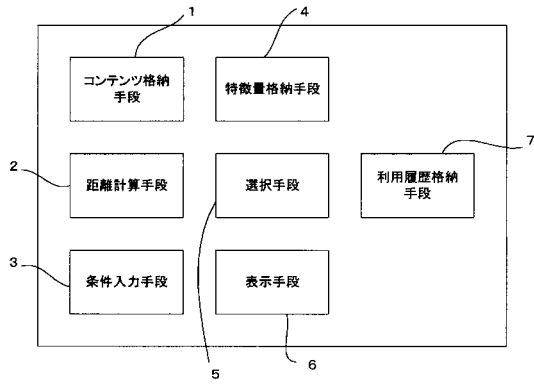 1
4
コンテンツ格納
手段
特徴量格納手段
7
2
距離計算手段
選択手段
利用履歴格納
手段
3
条件入力手段
表示手段
5
6